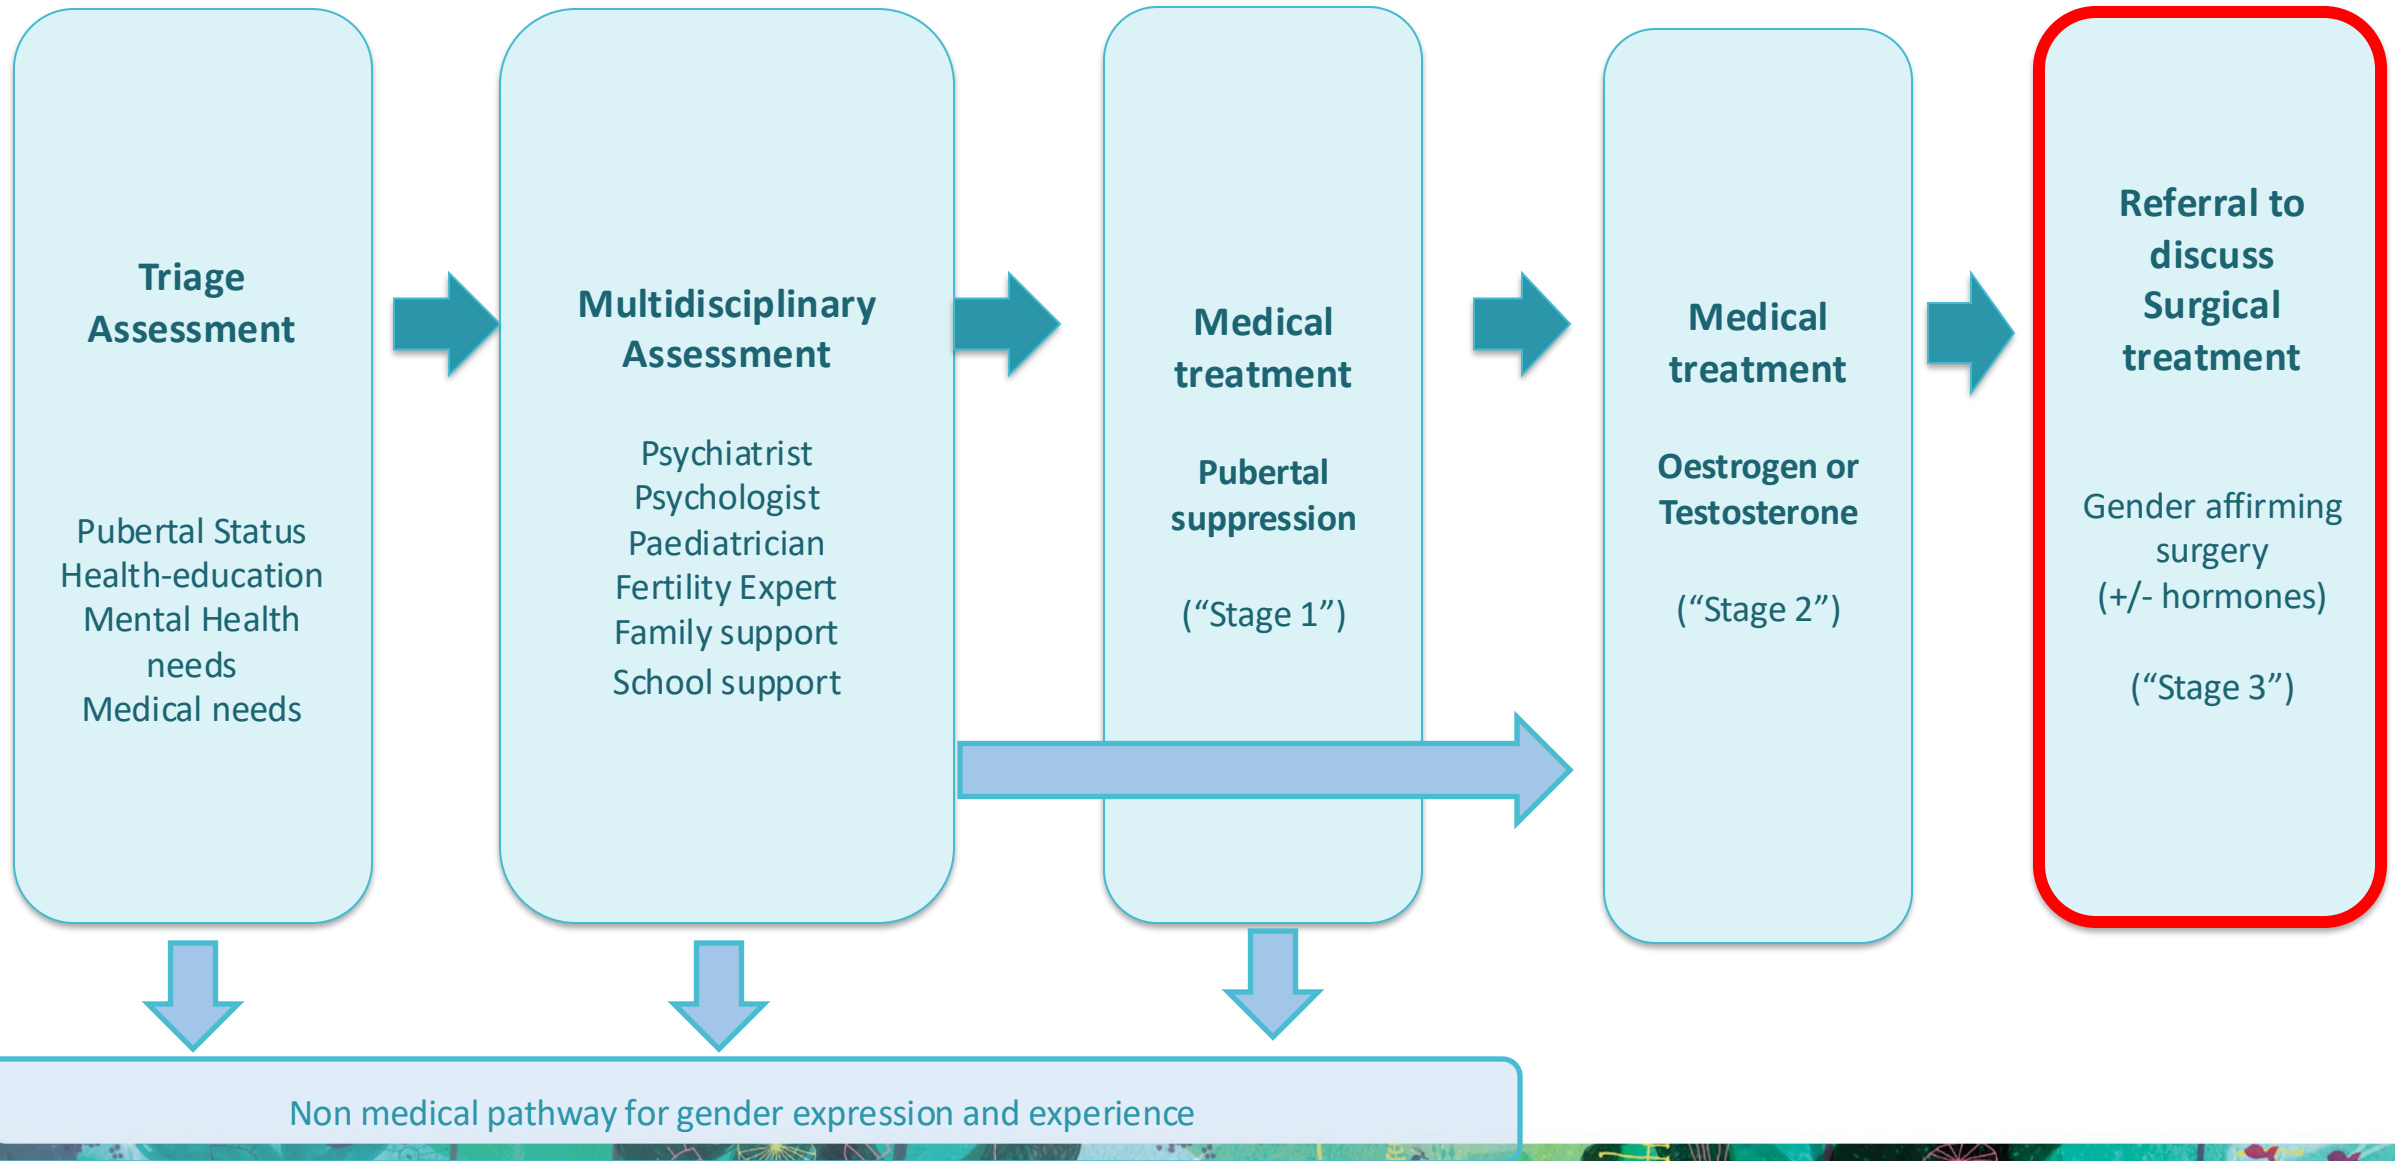 Triage
Assessment
Pubertal Status
Health-education
Mental Health
needs
Medical needs
Multidisciplinary
Assessment
Psychiatrist
Psychologist
Paediatrician
Fertility Expert
Family support
School support
Medical
treatment
Pubertal
suppression
(“Stage 1”)
Medical
treatment
Oestrogen or
Testosterone
(“Stage 2”)
Referral to
discuss
Surgical
treatment
Gender affirming
surgery
(+/- hormones)
(“Stage 3”)
Non medical pathway for gender expression and experience